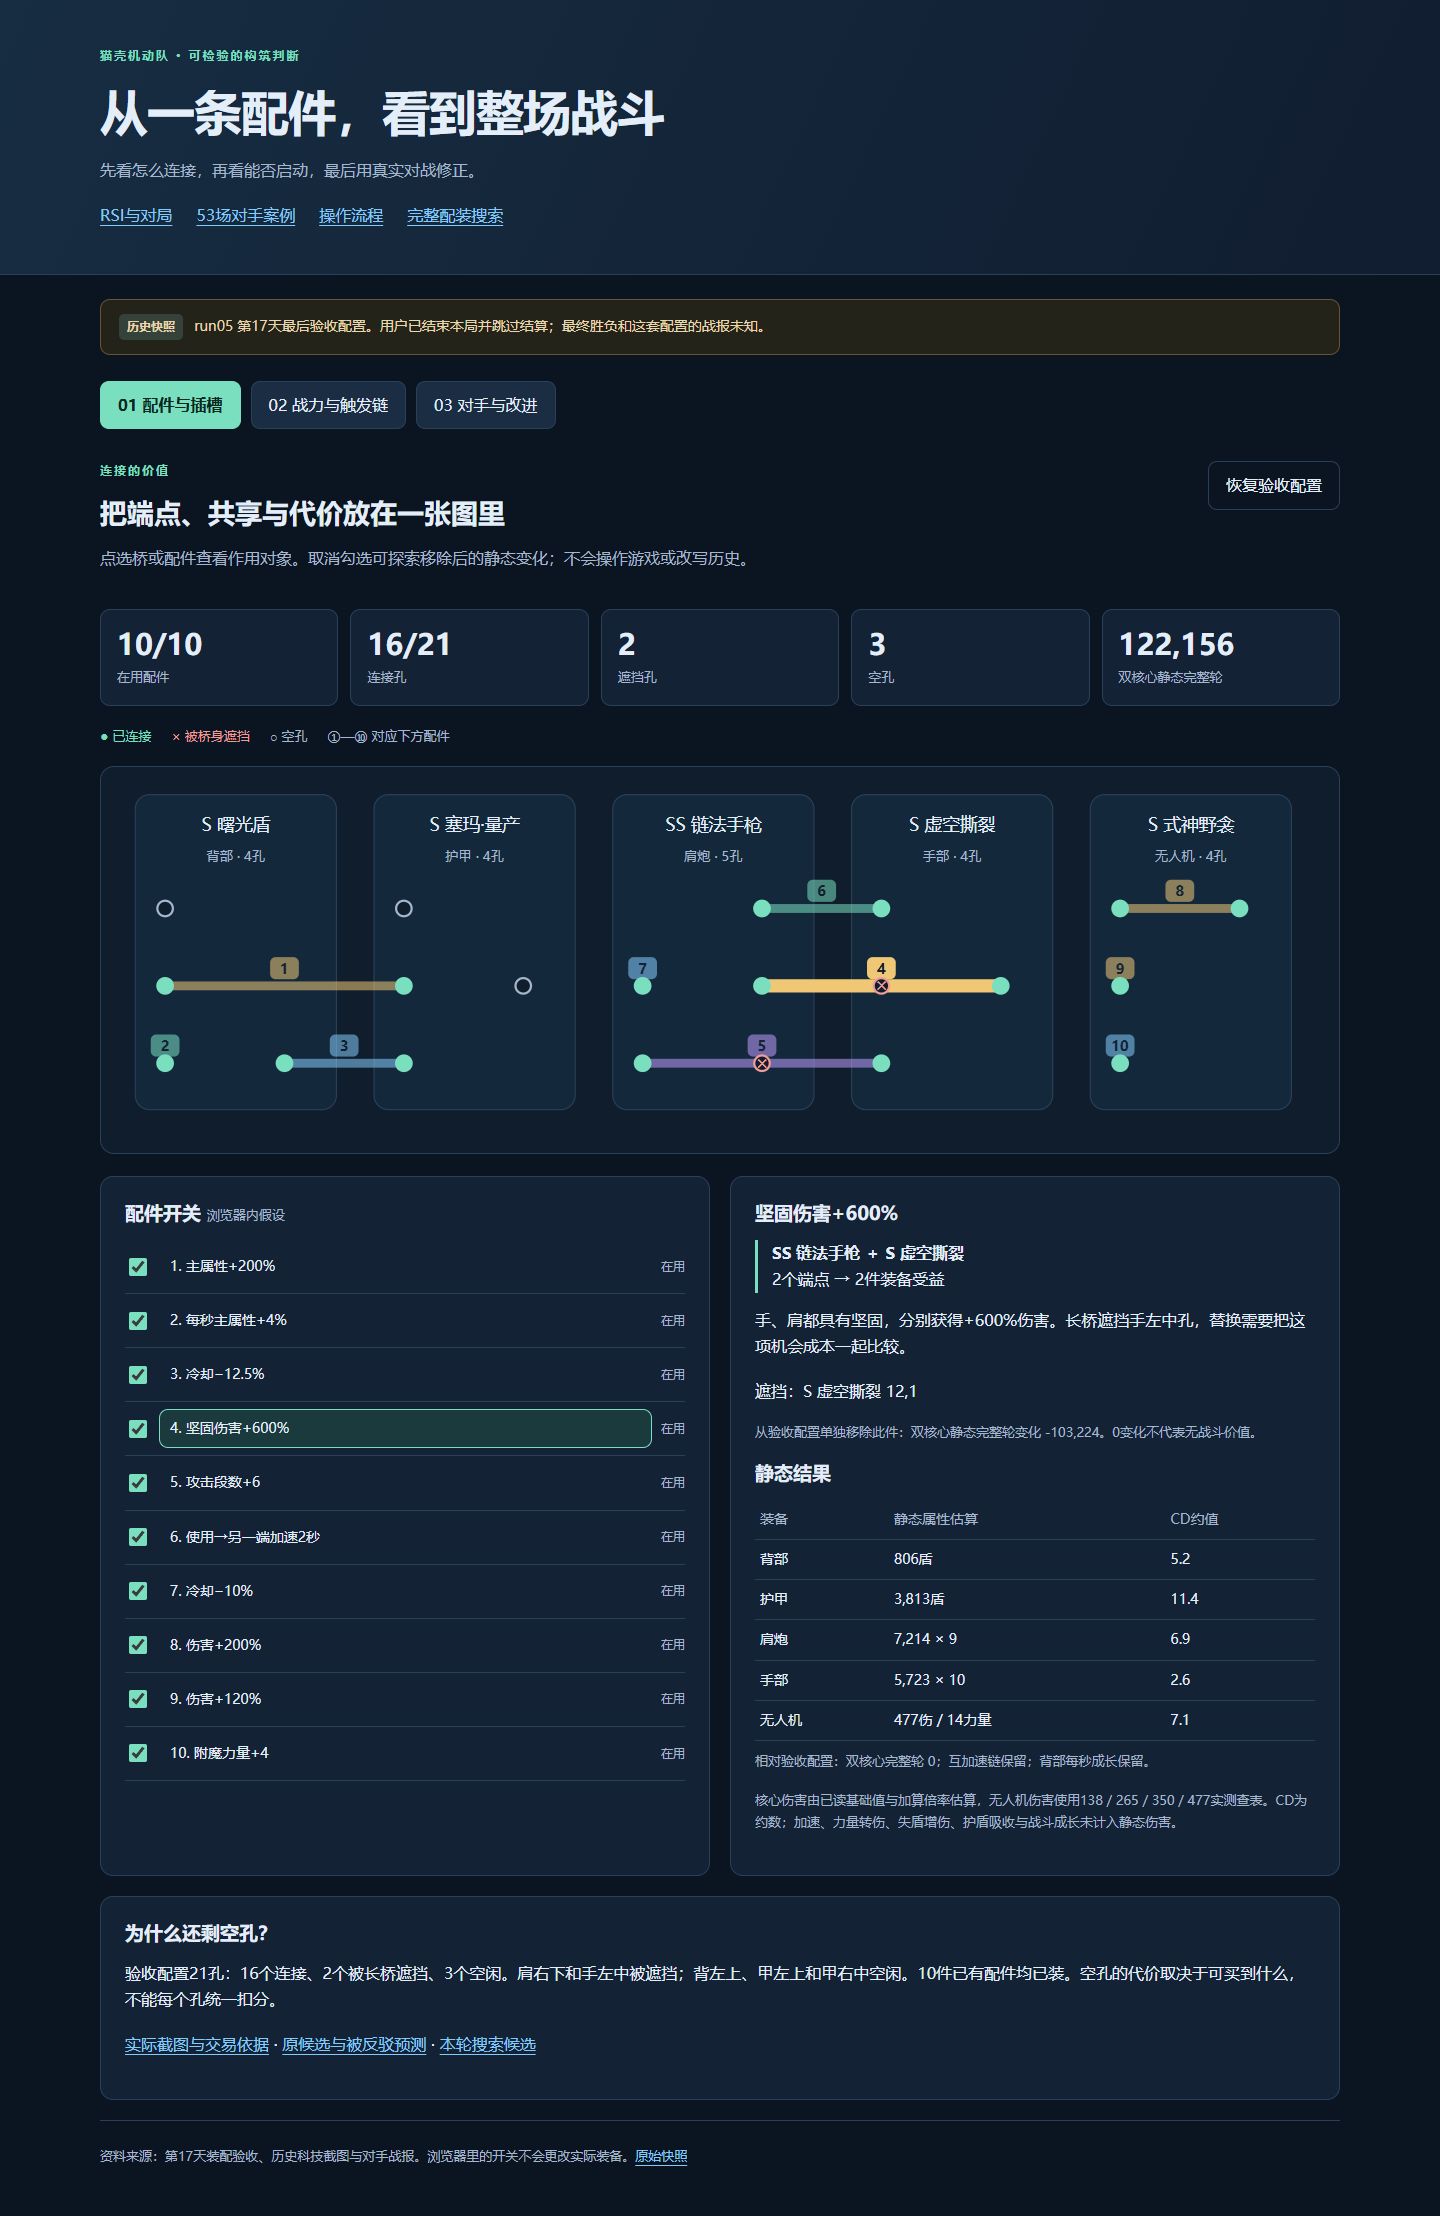 猫壳机动队 · 可检验的构筑判断
从一条配件，看到整场战斗
先看怎么连接，再看能否启动，最后用真实对战修正。
RSI与对局 53场对手案例 操作流程 完整配装搜索
历史快照 run05 第17天最后验收配置。用户已结束本局并跳过结算；最终胜负和这套配置的战报未知。
01 配件与插槽 02 战力与触发链 03 对手与改进
连接的价值
把端点、共享与代价放在一张图里
恢复验收配置
点选桥或配件查看作用对象。取消勾选可探索移除后的静态变化；不会操作游戏或改写历史。
10/10 16/21 2 3 122,156
在用配件 连接孔 遮挡孔 空孔 双核心静态完整轮
● 已连接 × 被桥身遮挡 ○ 空孔 ①—⑩ 对应下方配件
S 曙光盾 S 塞玛·量产 SS 链法手枪 S 虚空撕裂 S 式神野衾
背部 · 4孔 护甲 · 4孔 肩炮 · 5孔 手部 · 4孔 无人机 · 4孔
6 8
1 7 4 9
2 3 5 10
配件开关 浏览器内假设
1. 主属性+200% 在用
2. 每秒主属性+4% 在用
3. 冷却−12.5% 在用
4. 坚固伤害+600% 在用
5. 攻击段数+6 在用
6. 使用→另一端加速2秒 在用
7. 冷却−10% 在用
8. 伤害+200% 在用
9. 伤害+120% 在用
10. 附魔力量+4 在用
坚固伤害+600%
SS 链法手枪 + S 虚空撕裂
2个端点 → 2件装备受益
手、肩都具有坚固，分别获得+600%伤害。长桥遮挡手左中孔，替换需要把这
项机会成本一起比较。
遮挡：S 虚空撕裂 12,1
从验收配置单独移除此件：双核心静态完整轮变化 -103,224。0变化不代表无战斗价值。
静态结果
装备 静态属性估算 CD约值
背部 806盾 5.2
护甲 3,813盾 11.4
肩炮 7,214 × 9 6.9
手部 5,723 × 10 2.6
无人机 477伤 / 14力量 7.1
相对验收配置：双核心完整轮 0；互加速链保留；背部每秒成长保留。
核心伤害由已读基础值与加算倍率估算，无人机伤害使用138 / 265 / 350 / 477实测查表。CD为
约数；加速、力量转伤、失盾增伤、护盾吸收与战斗成长未计入静态伤害。
为什么还剩空孔？
验收配置21孔：16个连接、2个被长桥遮挡、3个空闲。肩右下和手左中被遮挡；背左上、甲左上和甲右中空闲。10件已有配件均已装。空孔的代价取决于可买到什么，
不能每个孔统一扣分。
实际截图与交易依据 · 原候选与被反驳预测 · 本轮搜索候选
资料来源：第17天装配验收、历史科技截图与对手战报。浏览器里的开关不会更改实际装备。原始快照